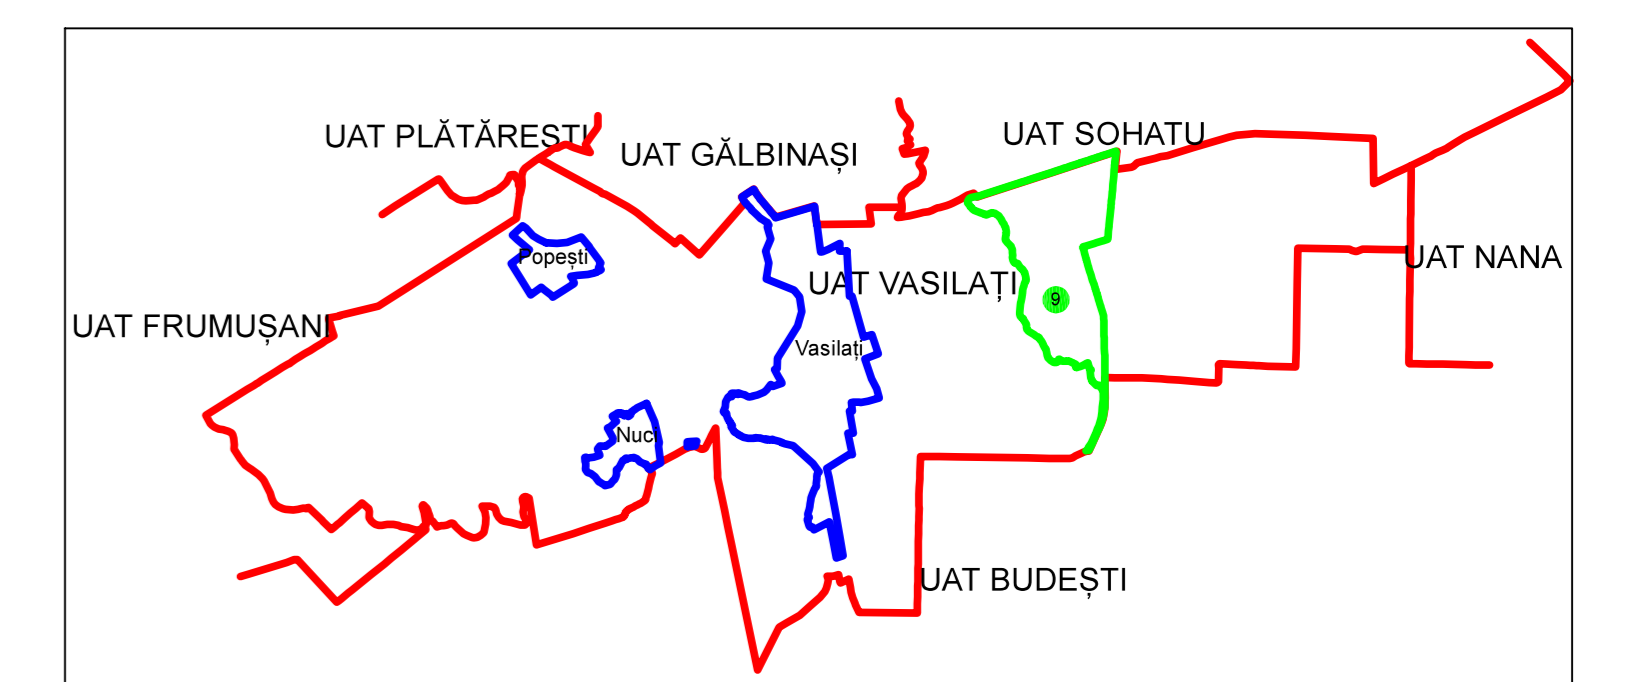 UAT SOHATU
UAT PLĂTĂREȘTI
UAT GĂLBINAȘI
Popești
UAT NANA
UAT VASILAȚI
9
UAT FRUMUȘANI
Vasilați
Nuci
UAT BUDEȘTI